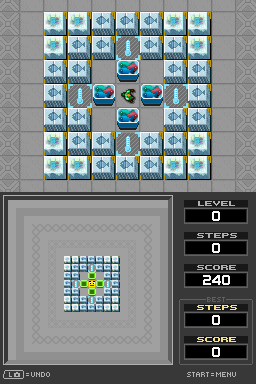 LEVEL
0
STEPS
0
SCORE
240
BEST
STEPS
0
SCORE
0
L = UNDO
START = MENU